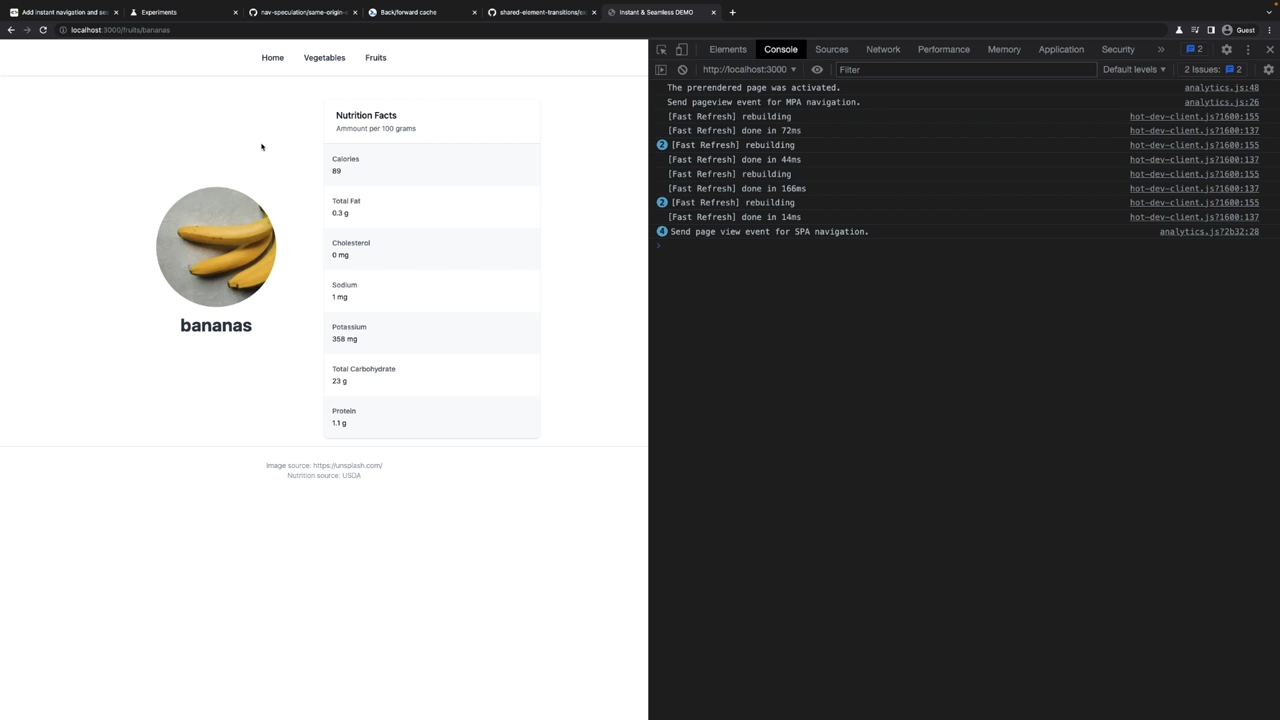 Add instant navigation and sea
Experiments
nav-speculation/same-origin-
Back/forward cache
shared-element-transitions/ex
Instant & Seamless DEMO
localhost:3000/fruits/bananas
Guest
Home Vegetables Fruits
Nutrition Facts
Ammount per 100 grams
Calories
89
Total Fat
0.3 g
Cholesterol
0 mg
Sodium
1 mg
Potassium
358 mg
Total Carbohydrate
23 g
Protein
1.1 g
bananas
Image source: https://unsplash.com/
Nutrition source: USDA
Elements Console Sources Network Performance Memory Application Security » 2
http://localhost:3000 Filter Default levels 2 Issues: 2
The prerendered page was activated. analytics.js:48
Send pageview event for MPA navigation. analytics.js:26
[Fast Refresh] rebuilding hot-dev-client.js?1600:155
[Fast Refresh] done in 72ms hot-dev-client.js?1600:137
2 [Fast Refresh] rebuilding hot-dev-client.js?1600:155
[Fast Refresh] done in 44ms hot-dev-client.js?1600:137
[Fast Refresh] rebuilding hot-dev-client.js?1600:155
[Fast Refresh] done in 166ms hot-dev-client.js?1600:137
2 [Fast Refresh] rebuilding hot-dev-client.js?1600:155
[Fast Refresh] done in 14ms hot-dev-client.js?1600:137
4 Send page view event for SPA navigation. analytics.js?2b32:28